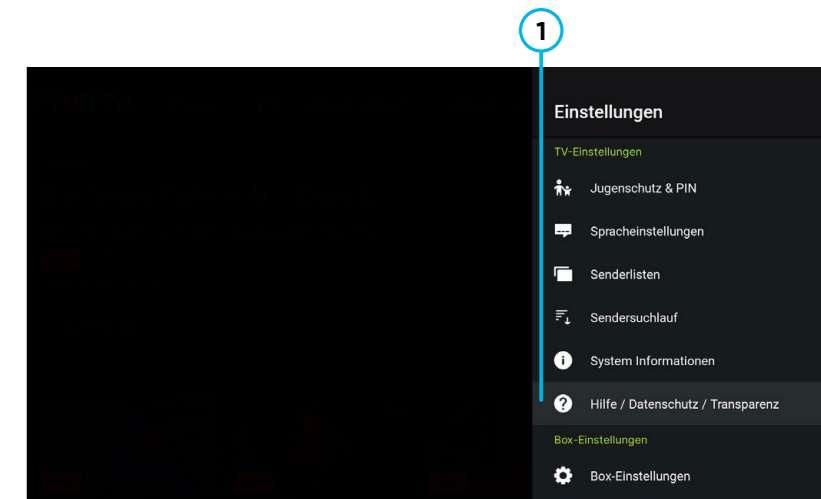 1
Einstellungen
TV-Einstellungen
Jugenschutz & PIN
Spracheinstellungen
Senderlisten
Sendersuchlauf
System Informationen
Hilfe / Datenschutz / Transparenz
Box-Einstellungen
Box-Einstellungen